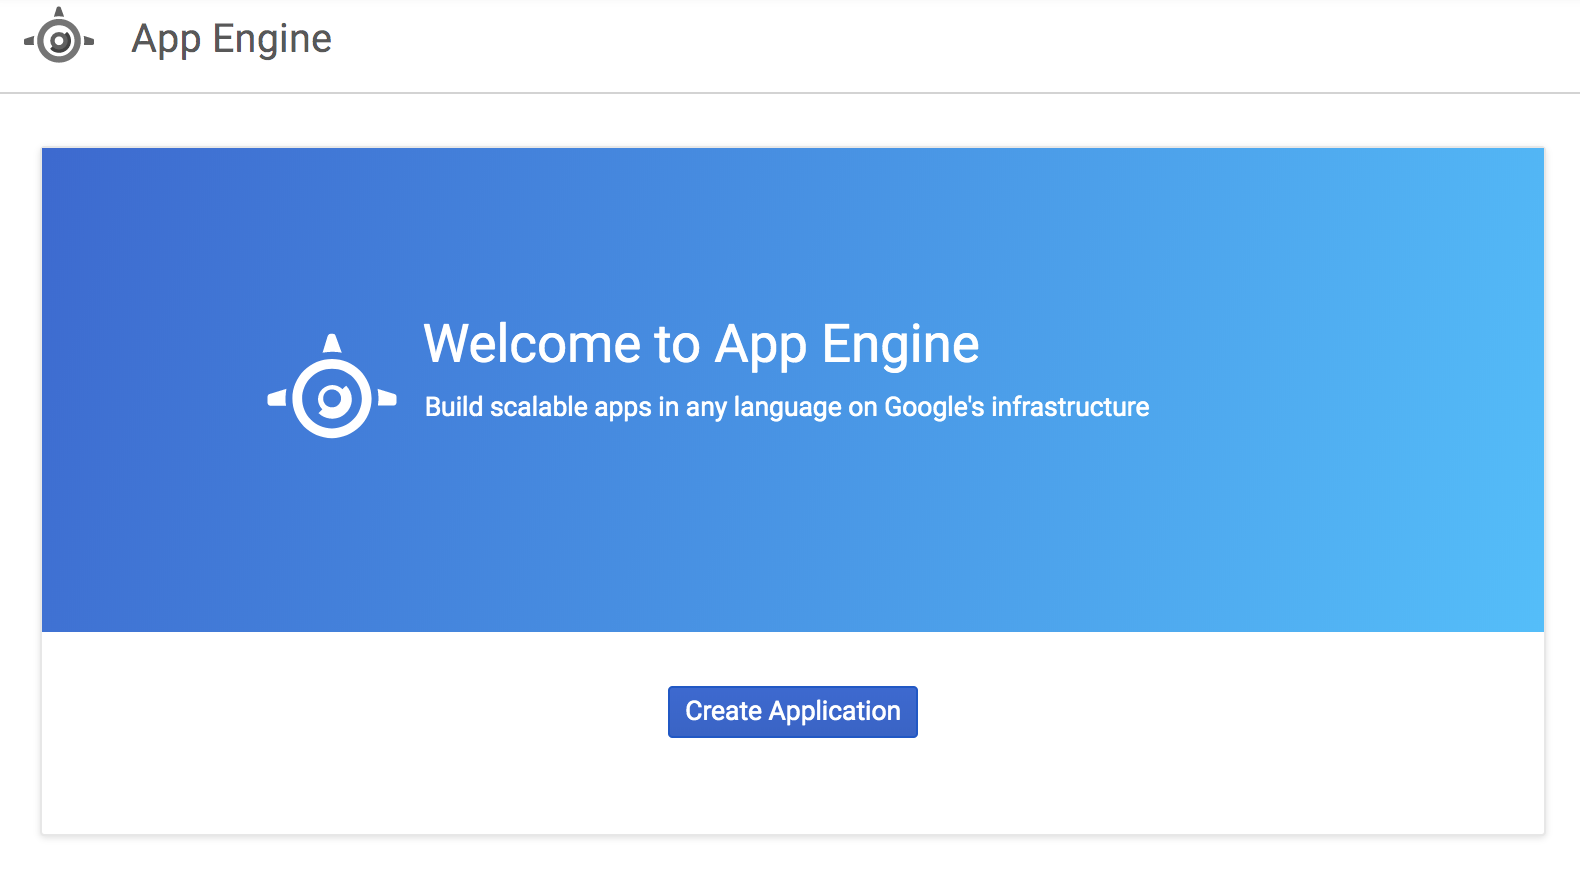 App Engine
Welcome to App Engine
Build scalable apps in any language on Google's infrastructure
Create Application